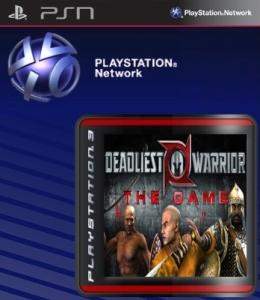 PSN
PlayStation®Network
PLAYSTATION®
Network
PLAYSTATION 3
DEADLIEST WARRIOR
THE GAME